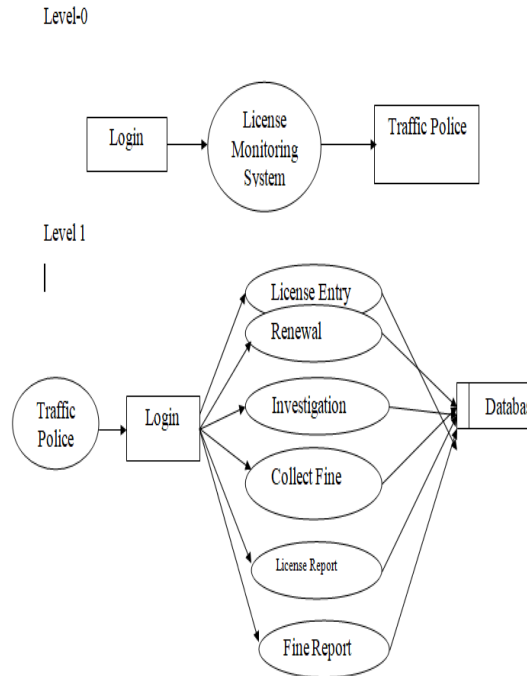 Level-0
Login
License
Monitoring
System
Traffic Police
Level 1
License Entry
Renewal
Traffic
Police
Login
Investigation
Databas
Collect Fine
License Report
Fine Report